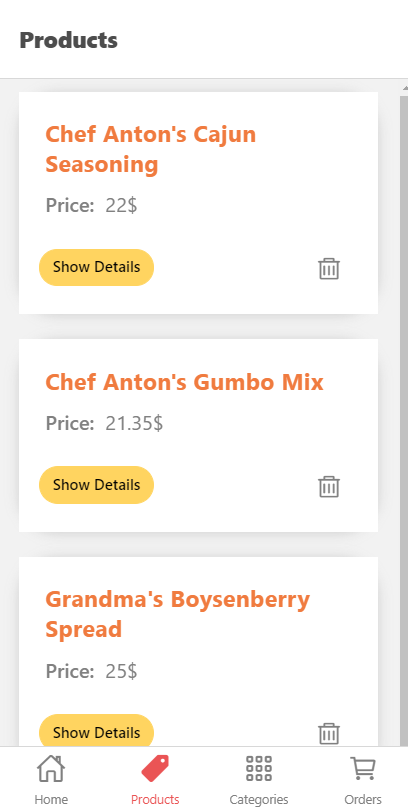 Products
Chef Anton's Cajun
Seasoning
Price: 22$
Show Details
Chef Anton's Gumbo Mix
Price: 21.35$
Show Details
Grandma's Boysenberry
Spread
Price: 25$
Show Details
Home Products Categories Orders